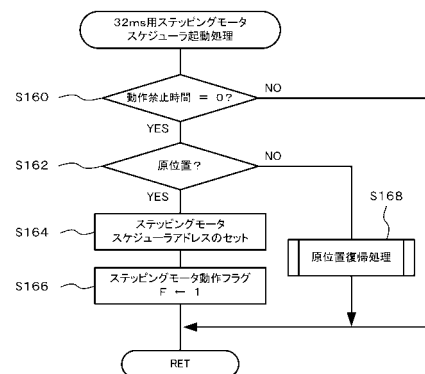 32ms用ステッピングモータ
スケジューラ起動処理
S160
動作禁止時間 = 0?
NO
YES
S162
原位置?
NO
YES
S168
S164
ステッピングモータ
スケジューラアドレスのセット
原位置復帰処理
S166
ステッピングモータ動作フラグ
F ← 1
RET